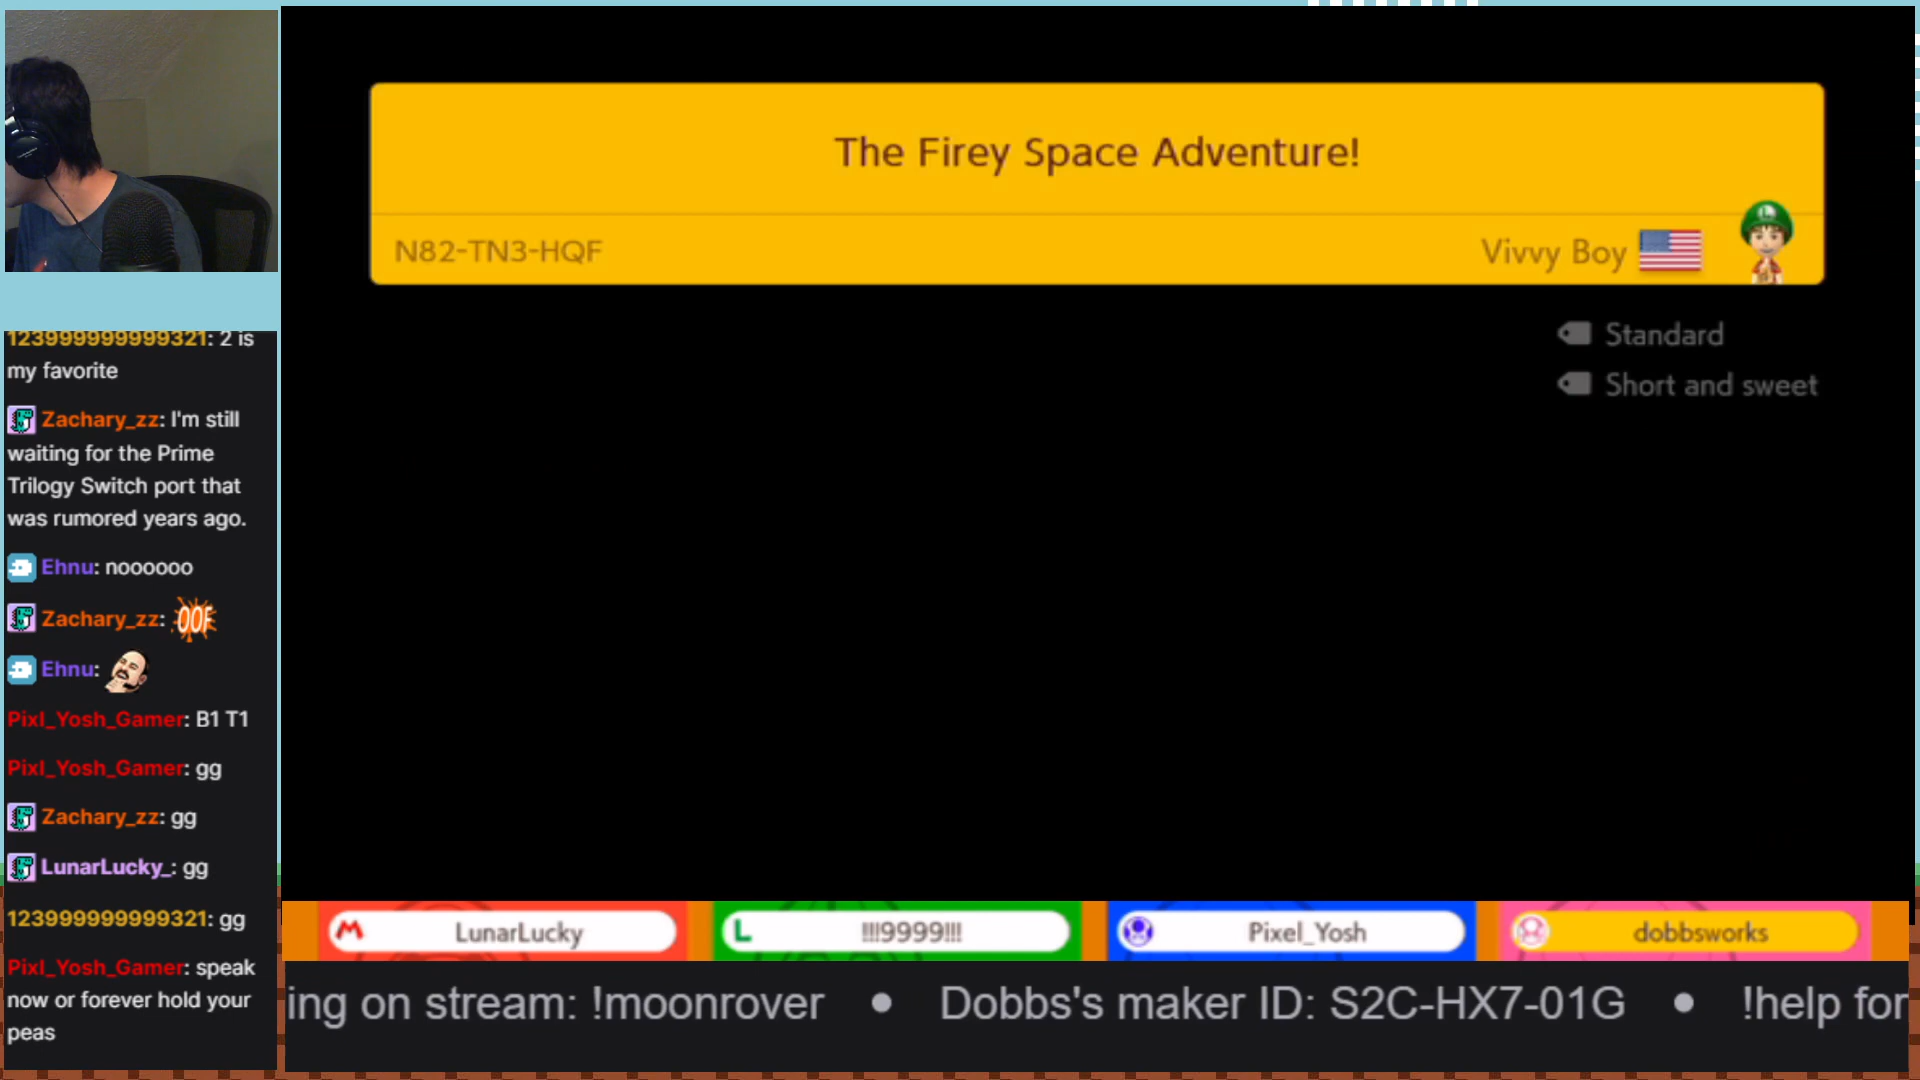 The Firey Space Adventure!
N82-TN3-HQF
Vivvy Boy
Standard
Short and sweet
123999999999321: 2 is
my favorite
Zachary_zz: I'm still
waiting for the Prime
Trilogy Switch port that
was rumored years ago.
Ehnu: noooooo
Zachary_zz: OOF
Ehnu:
Pixl_Yosh_Gamer: B1 T1
Pixl_Yosh_Gamer: gg
Zachary_zz: gg
LunarLucky_: gg
123999999999321: gg
Pixl_Yosh_Gamer: speak
now or forever hold your
peas
M LunarLucky
L !!!9999!!!
Pixel_Yosh
dobbsworks
ing on stream: !moonrover • Dobbs's maker ID: S2C-HX7-01G • !help for